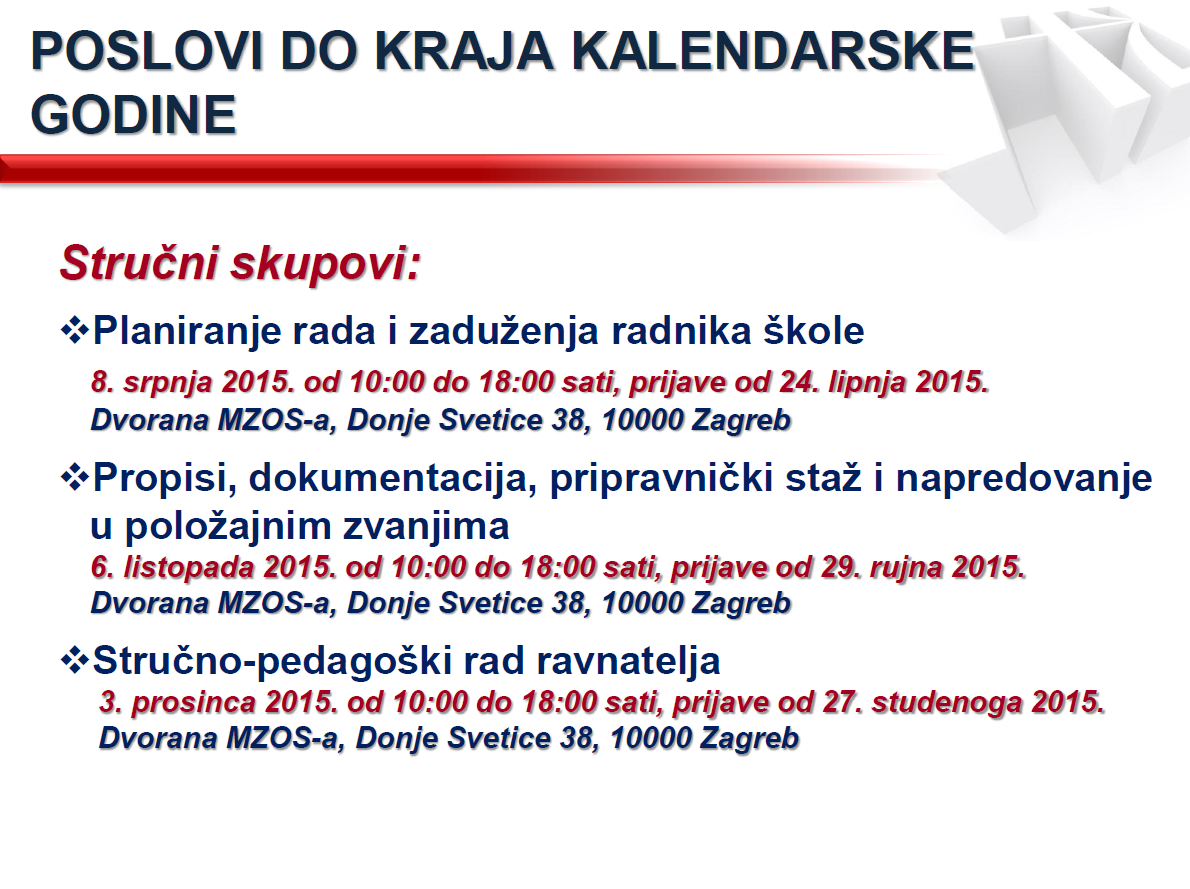 POSLOVI DO KRAJA KALENDARSKE
GODINE
Stručni skupovi:
❖Planiranje rada i zaduženja radnika škole
8. srpnja 2015. od 10:00 do 18:00 sati, prijave od 24. lipnja 2015.
Dvorana MZOS-a, Donje Svetice 38, 10000 Zagreb
❖Propisi, dokumentacija, pripravnički staž i napredovanje
u položajnim zvanjima
6. listopada 2015. od 10:00 do 18:00 sati, prijave od 29. rujna 2015.
Dvorana MZOS-a, Donje Svetice 38, 10000 Zagreb
❖Stručno-pedagoški rad ravnatelja
3. prosinca 2015. od 10:00 do 18:00 sati, prijave od 27. studenoga 2015.
Dvorana MZOS-a, Donje Svetice 38, 10000 Zagreb